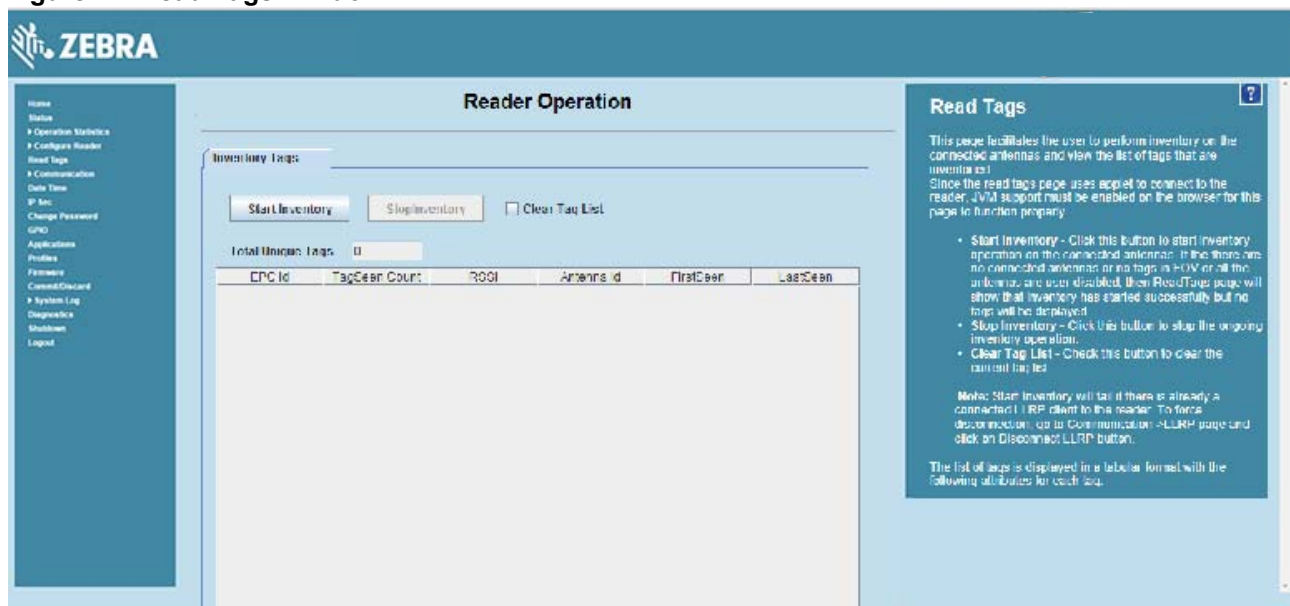 ZEBRA
Home
Status
Operation Statistics
Configure Reader
Read Tags
Communication
Date Time
IP Sec
Change Password
GPIO
Applications
Profiles
Firmware
Commit/Discard
System Log
Diagnostics
Shutdown
Logout
Reader Operation
Inventory Tags
Start Inventory
StopInventory
Clear Tag List
Total Unique Tags 0
EPC Id TagSeen Count RSSI Antenna Id FirstSeen LastSeen
?
Read Tags
This page facilitates the user to perform inventory on the
connected antennas and view the list of tags that are
inventoried
Since the read tags page uses applet to connect to the
reader, JVM support must be enabled on the browser for this
page to function properly
• Start Inventory - Click this button to start inventory
operation on the connected antennas. If the there are
no connected antennas or no tags in FOV or all the
antennas are user disabled, then ReadTags page will
show that inventory has started successfully but no
tags will be displayed
• Stop Inventory - Click this button to stop the ongoing
inventory operation.
• Clear Tag List - Check this button to clear the
current tag list
Note: Start Inventory will fail if there is already a
connected LLRP client to the reader. To force
disconnection, go to Communication ->LLRP page and
click on Disconnect LLRP button.
The list of tags is displayed in a tabular format with the
following attributes for each tag.